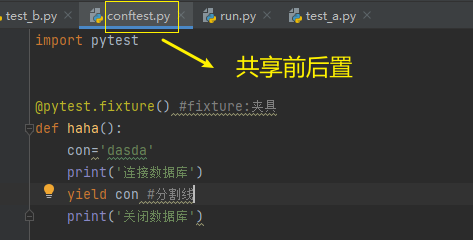 test_b.py conftest.py run.py test_a.py
import pytest
共享前后置
@pytest.fixture() #fixture:夹具
def haha():
con='dasda'
print('连接数据库')
yield con #分割线
print('关闭数据库')